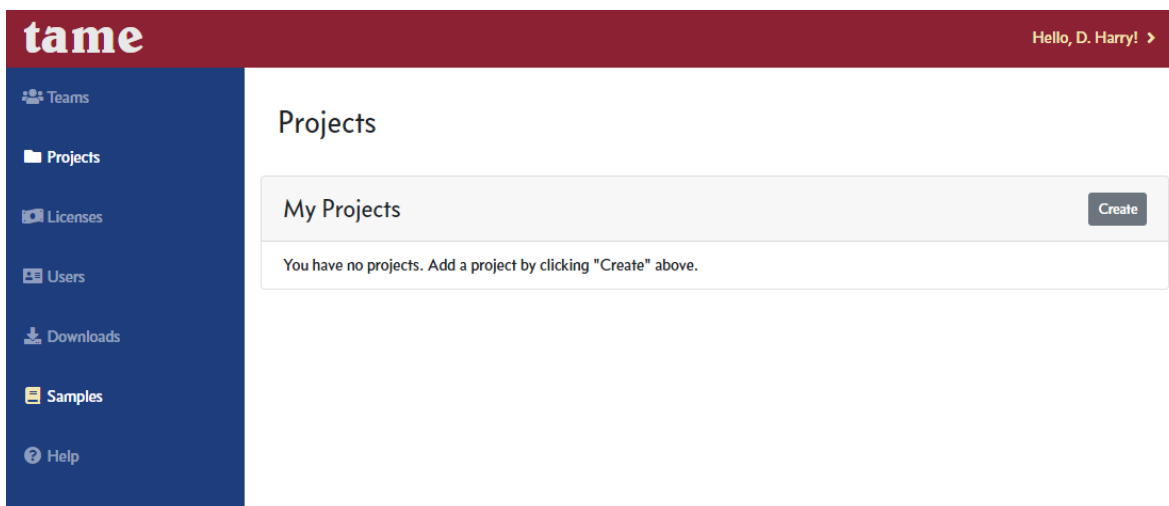 tame
Hello, D. Harry!
Teams
Projects
Licenses
Users
Downloads
Samples
Help
Projects
My Projects
Create
You have no projects. Add a project by clicking "Create" above.